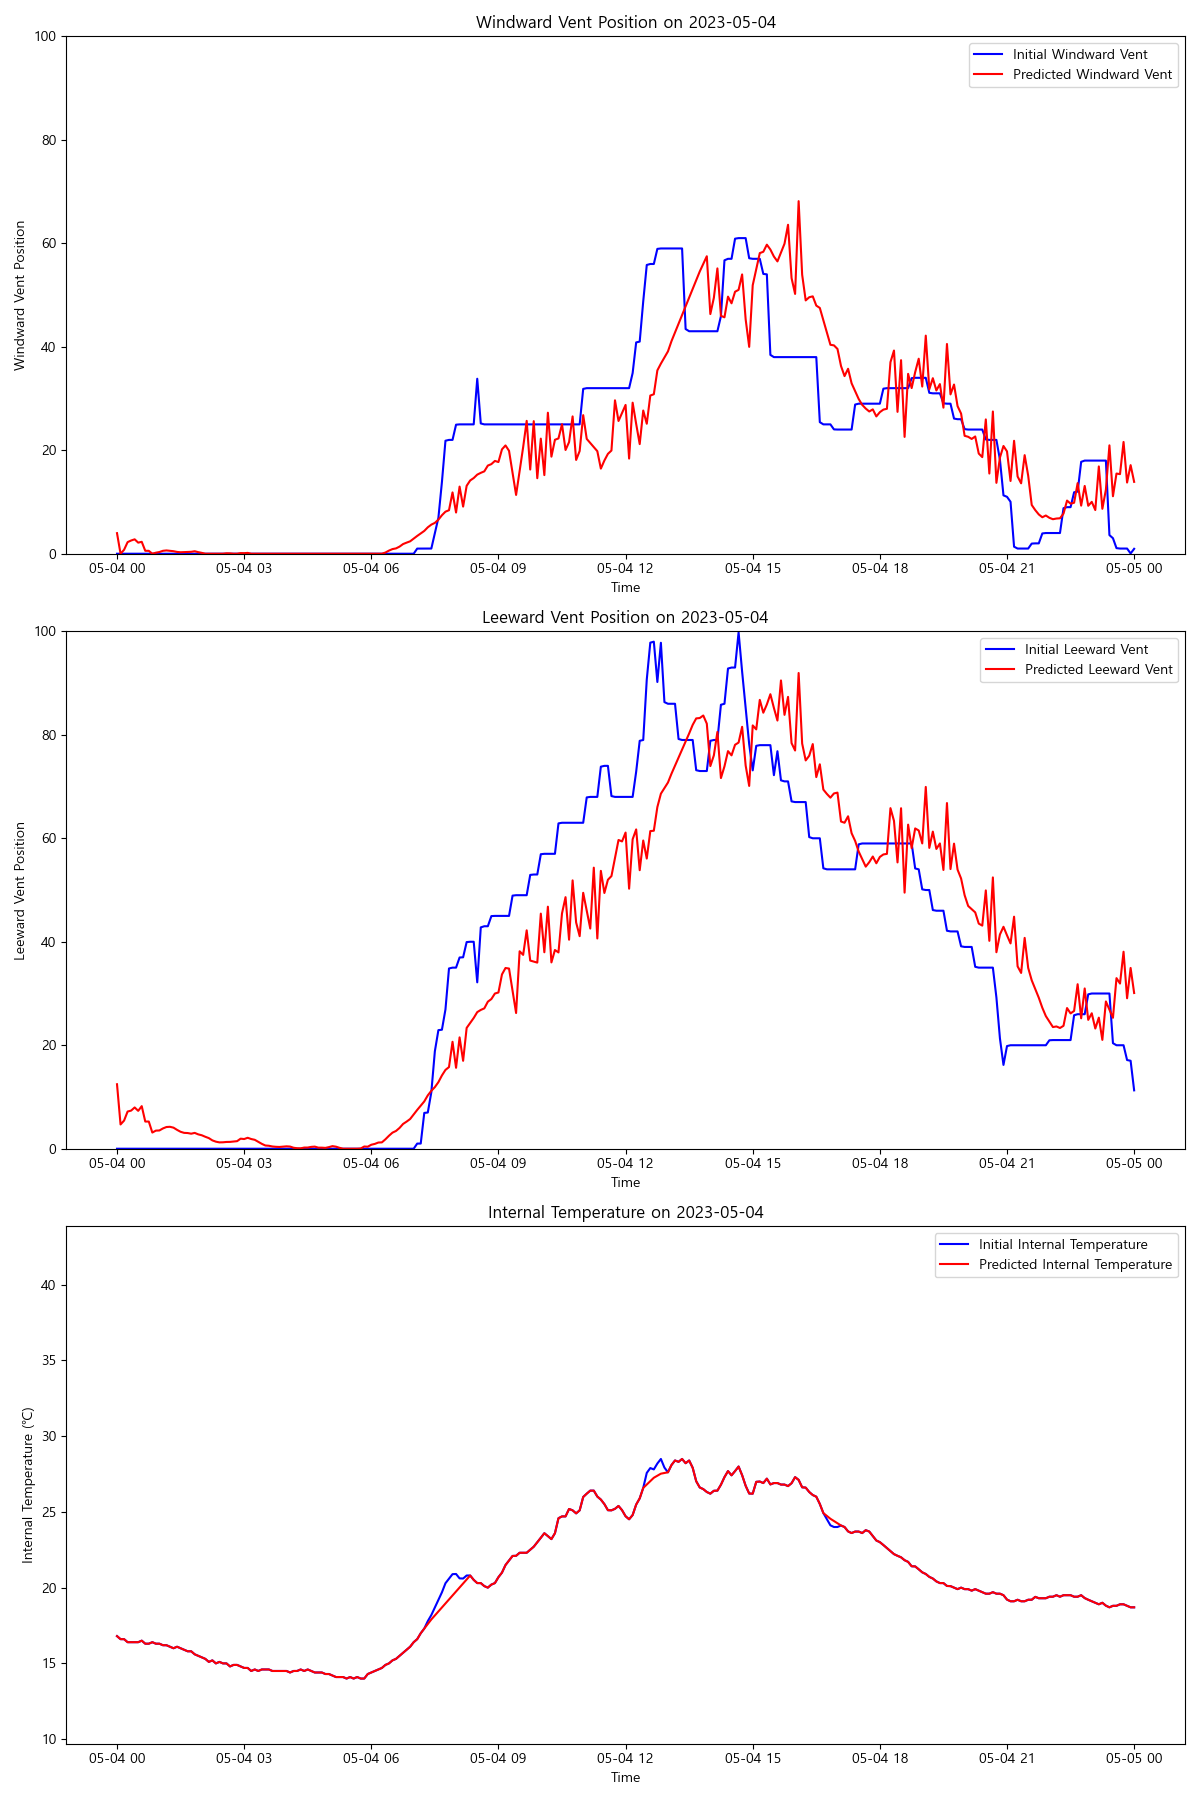 Windward Vent Position on 2023-05-04
Initial Windward Vent
Predicted Windward Vent
Windward Vent Position
100
80
60
40
20
0
05-04 00 05-04 03 05-04 06 05-04 09 05-04 12 05-04 15 05-04 18 05-04 21 05-05 00
Time
Leeward Vent Position on 2023-05-04
Initial Leeward Vent
Predicted Leeward Vent
Leeward Vent Position
100
80
60
40
20
0
05-04 00 05-04 03 05-04 06 05-04 09 05-04 12 05-04 15 05-04 18 05-04 21 05-05 00
Time
Internal Temperature on 2023-05-04
Initial Internal Temperature
Predicted Internal Temperature
Internal Temperature (℃)
40
35
30
25
20
15
10
05-04 00 05-04 03 05-04 06 05-04 09 05-04 12 05-04 15 05-04 18 05-04 21 05-05 00
Time